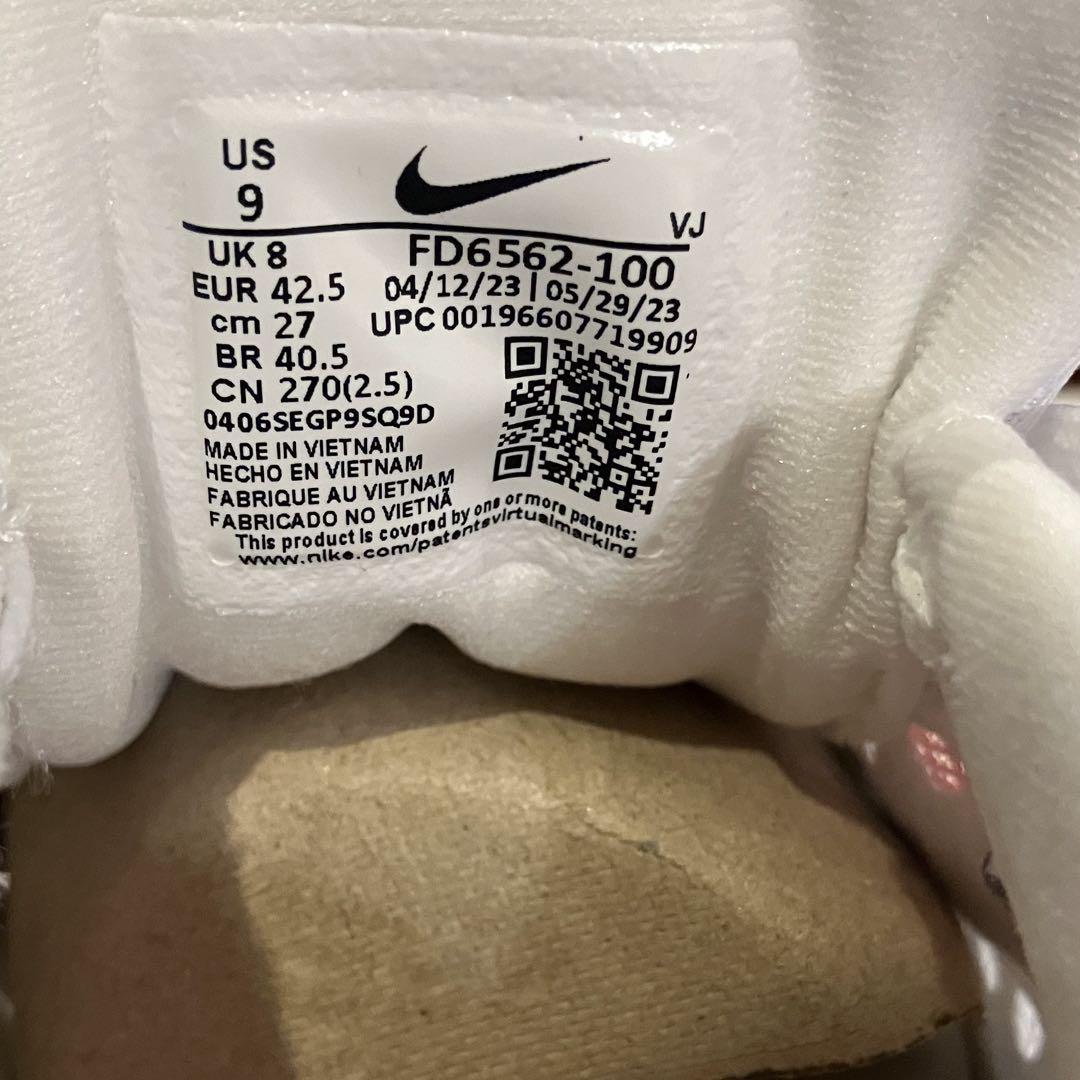 US
9
VJ
UK 8
FD6562-100
EUR 42.5
04/12/23 | 05/29/23
cm 27
UPC 00196607719909
BR 40.5
CN 270(2.5)
0406SEGP9SQ9D
MADE IN VIETNAM
HECHO EN VIETNAM
FABRIQUE AU VIETNAM
FABRICADO NO VIETNÃ
This product is covered by one or more patents:
www.nike.com/patentsvirtualmarking